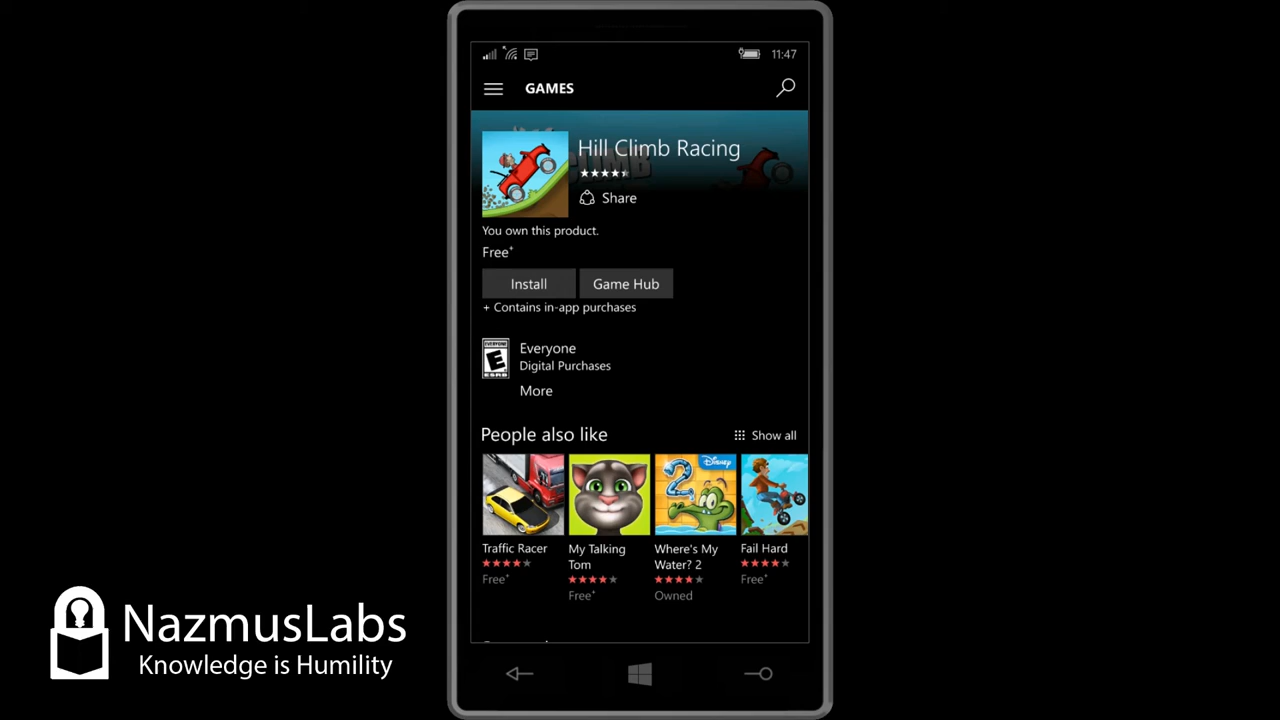 11:47
GAMES
Hill Climb Racing
Share
You own this product.
Free+
Install
Game Hub
+ Contains in-app purchases
EVERYONE
E
ESRB
Everyone
Digital Purchases
More
People also like
Show all
Disney
2
Traffic Racer
Free+
My Talking
Tom
Free+
Where's My
Water? 2
Owned
Fail Hard
Free+
NazmusLabs
Knowledge is Humility